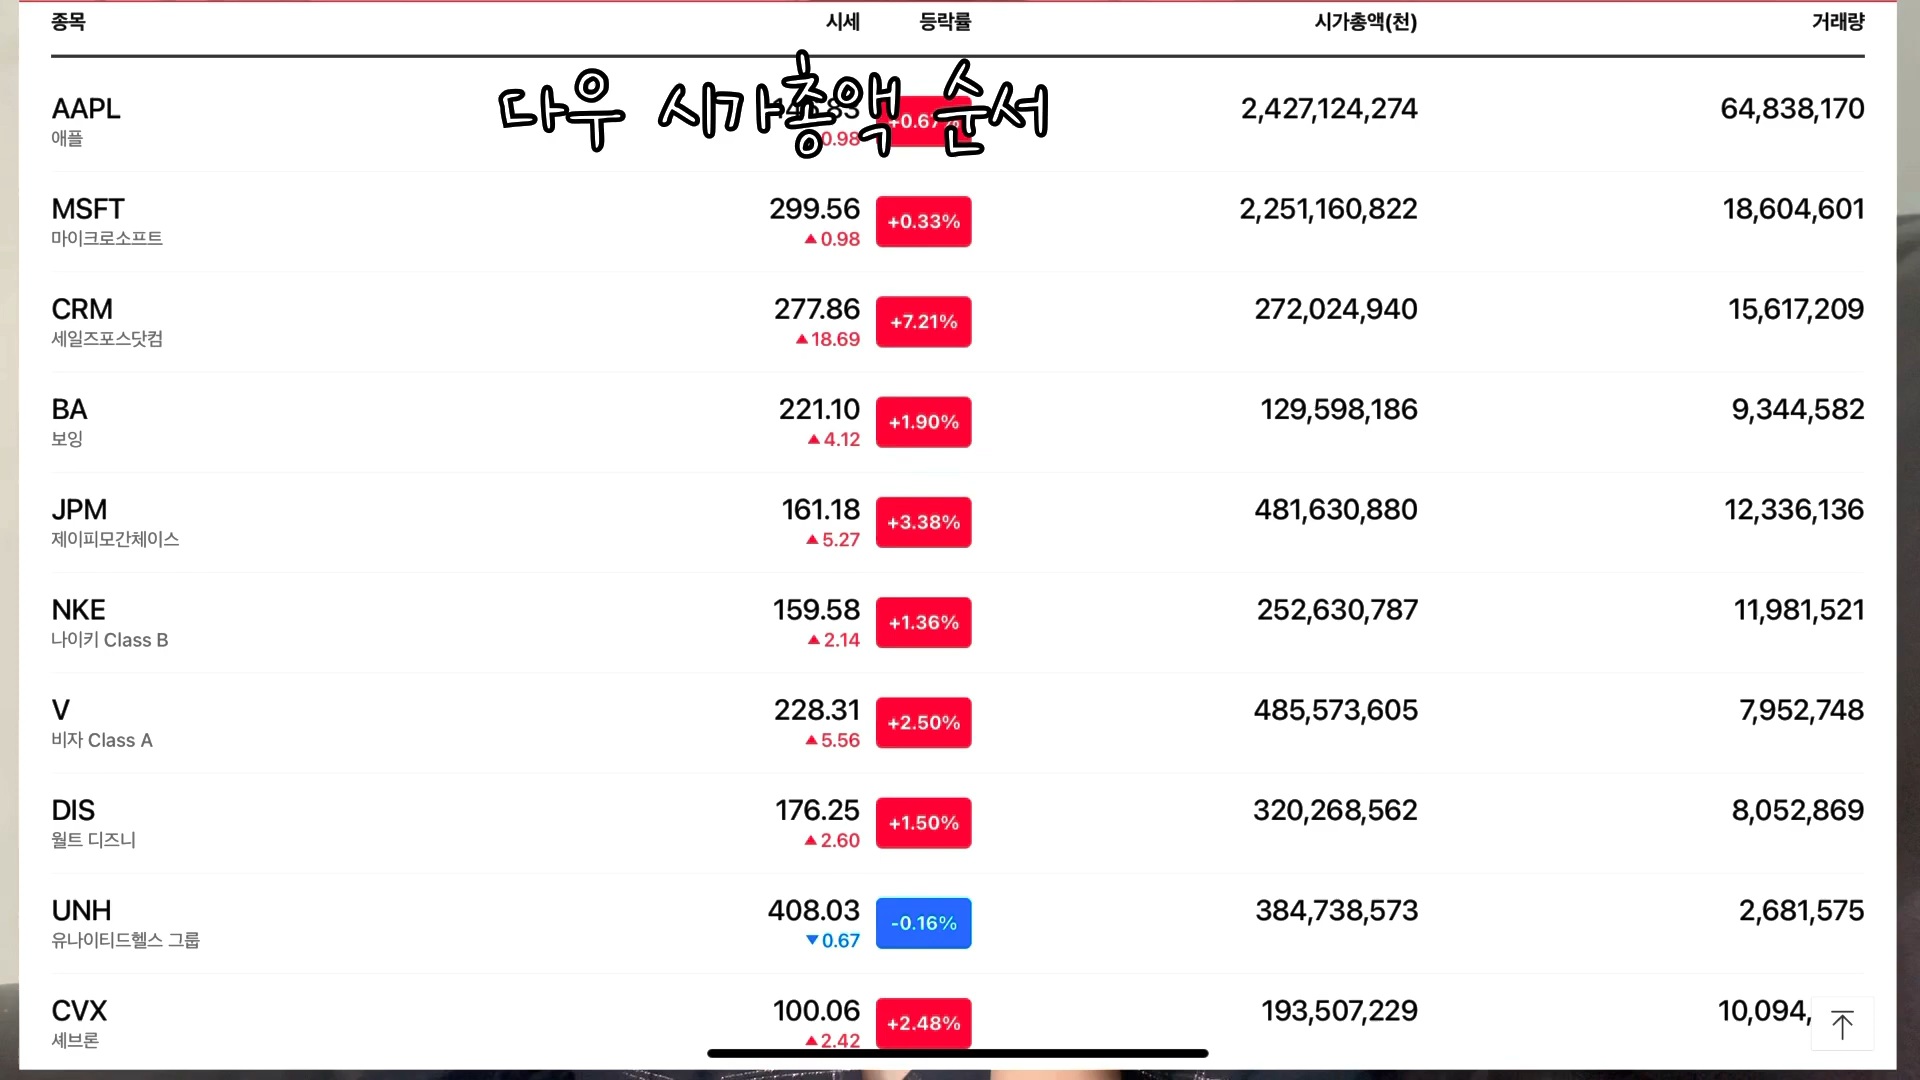 종목 시세 등락률 시가총액(천) 거래량
다우 시가총액 순서
AAPL 2,427,124,274 64,838,170
애플 0.98
MSFT 299.56 +0.33% 2,251,160,822 18,604,601
마이크로소프트 ▲0.98
CRM 277.86 +7.21% 272,024,940 15,617,209
세일즈포스닷컴 ▲18.69
BA 221.10 +1.90% 129,598,186 9,344,582
보잉 ▲4.12
JPM 161.18 +3.38% 481,630,880 12,336,136
제이피모간체이스 ▲5.27
NKE 159.58 +1.36% 252,630,787 11,981,521
나이키 Class B ▲2.14
V 228.31 +2.50% 485,573,605 7,952,748
비자 Class A ▲5.56
DIS 176.25 +1.50% 320,268,562 8,052,869
월트 디즈니 ▲2.60
UNH 408.03 -0.16% 384,738,573 2,681,575
유나이티드헬스 그룹 ▼0.67
CVX 100.06 +2.48% 193,507,229 10,094,
셰브론 ▲2.42